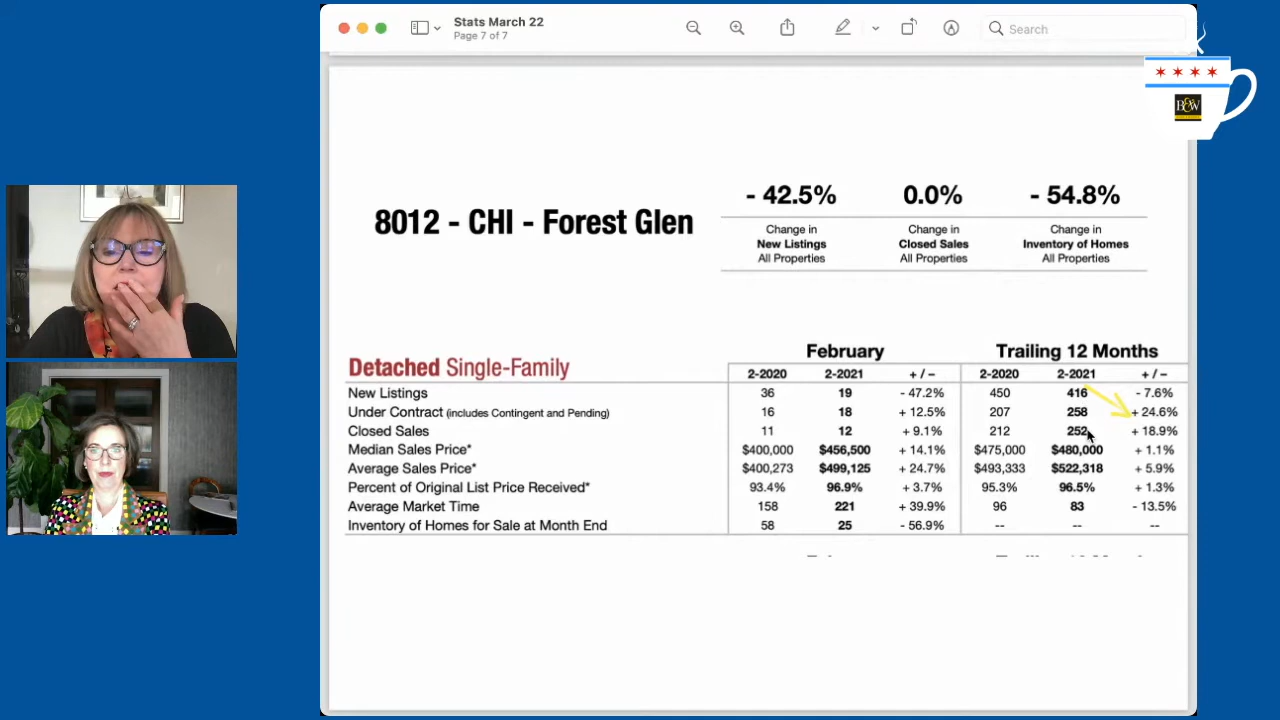 Stats March 22
Page 7 of 7
Search
B&W
8012 - CHI - Forest Glen
- 42.5% 0.0% - 54.8%
Change in Change in Change in
New Listings Closed Sales Inventory of Homes
All Properties All Properties All Properties
February Trailing 12 Months
Detached Single-Family 2-2020 2-2021 + / – 2-2020 2-2021 + / –
New Listings 36 19 - 47.2% 450 416 - 7.6%
Under Contract (includes Contingent and Pending) 16 18 + 12.5% 207 258 + 24.6%
Closed Sales 11 12 + 9.1% 212 252 + 18.9%
Median Sales Price* $400,000 $456,500 + 14.1% $475,000 $480,000 + 1.1%
Average Sales Price* $400,273 $499,125 + 24.7% $493,333 $522,318 + 5.9%
Percent of Original List Price Received* 93.4% 96.9% + 3.7% 95.3% 96.5% + 1.3%
Average Market Time 158 221 + 39.9% 96 83 - 13.5%
Inventory of Homes for Sale at Month End 58 25 - 56.9% -- -- --